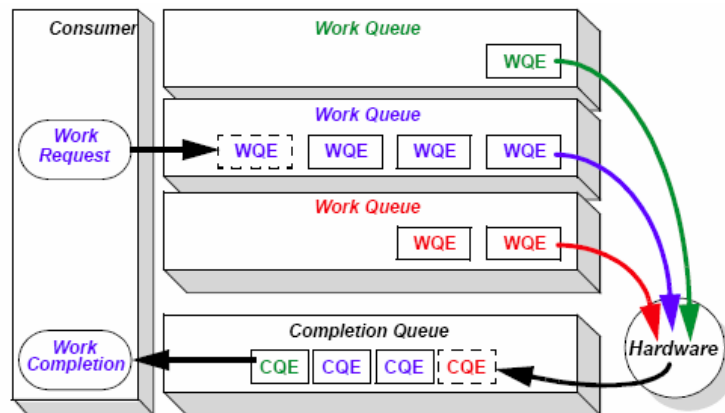 Consumer
Work Queue
WQE
Work Queue
Work
Request
WQE WQE WQE WQE
Work Queue
WQE WQE
Completion Queue
Work
Completion
CQE CQE CQE CQE
Hardware